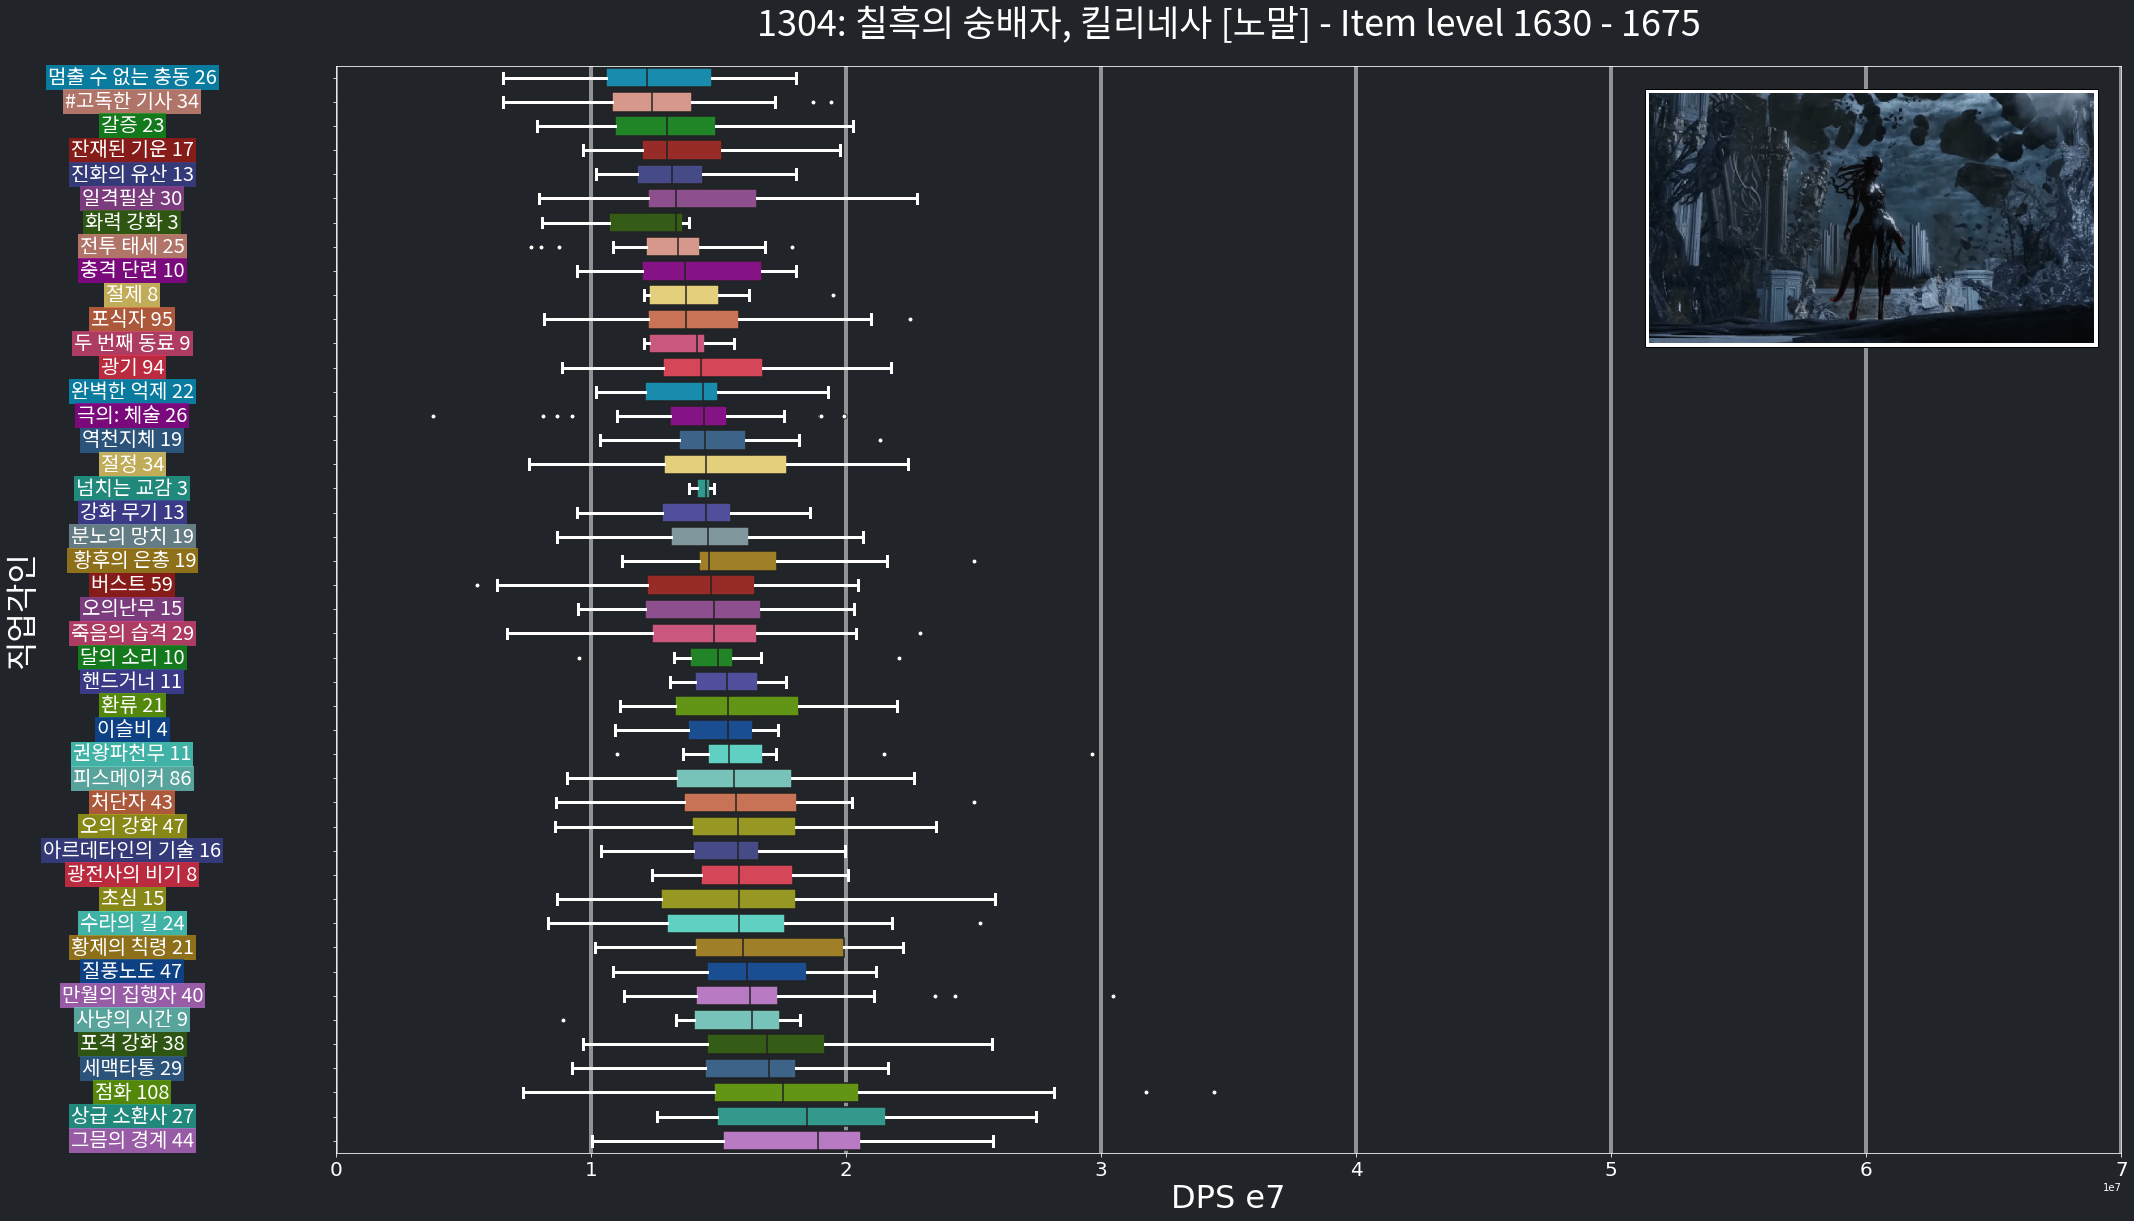 1304: 칠흑의 숭배자, 킬리네사 [노말] - Item level 1630 - 1675
멈출 수 없는 충동 26
#고독한 기사 34
갈증 23
잔재된 기운 17
진화의 유산 13
일격필살 30
화력 강화 3
전투 태세 25
충격 단련 10
절제 8
포식자 95
두 번째 동료 9
광기 94
완벽한 억제 22
극의: 체술 26
역천지체 19
절정 34
넘치는 교감 3
강화 무기 13
분노의 망치 19
황후의 은총 19
버스트 59
오의난무 15
죽음의 습격 29
달의 소리 10
핸드거너 11
환류 21
이슬비 4
권왕파천무 11
피스메이커 86
처단자 43
오의 강화 47
아르데타인의 기술 16
광전사의 비기 8
초심 15
수라의 길 24
황제의 칙령 21
질풍노도 47
만월의 집행자 40
사냥의 시간 9
포격 강화 38
세맥타통 29
점화 108
상급 소환사 27
그믐의 경계 44
직업각인
0 1 2 3 4 5 6 7
1e7
DPS e7